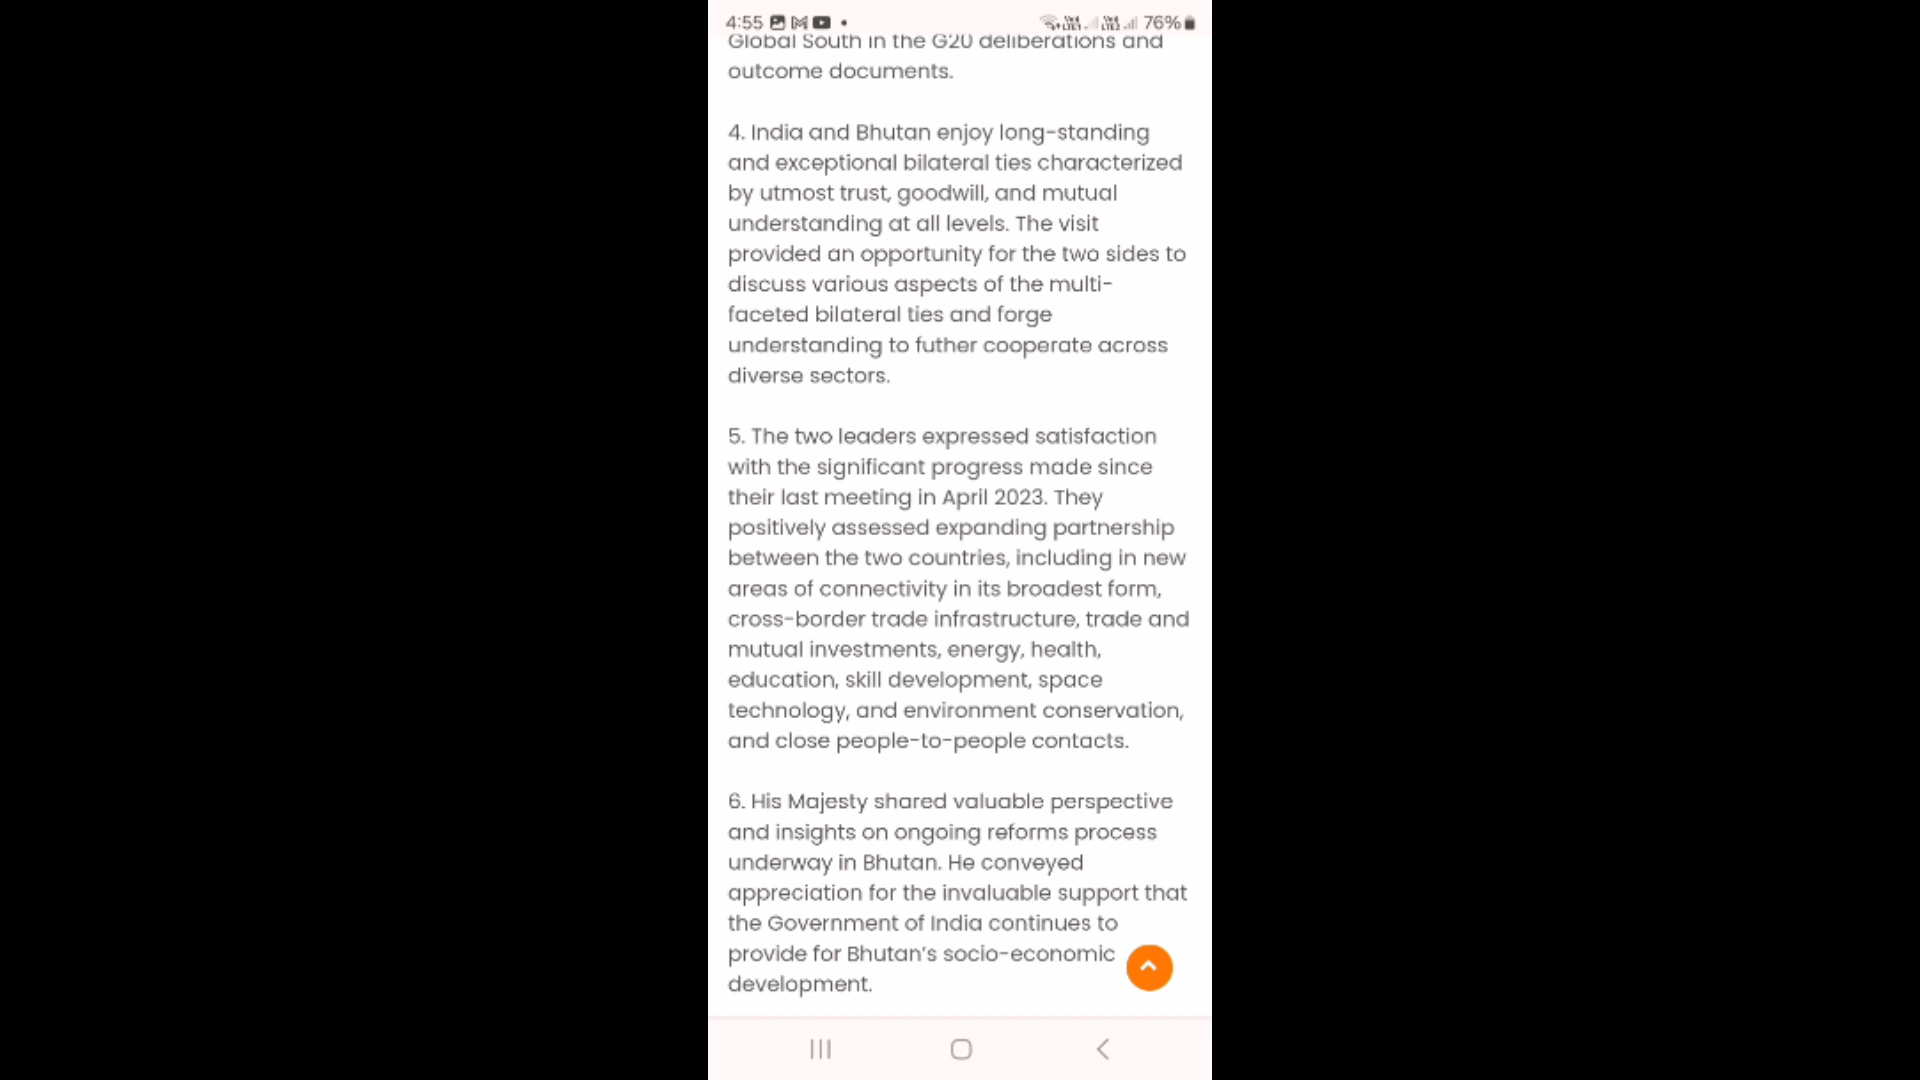 4:55
76%
Global South in the G20 deliberations and
outcome documents.
4. India and Bhutan enjoy long-standing
and exceptional bilateral ties characterized
by utmost trust, goodwill, and mutual
understanding at all levels. The visit
provided an opportunity for the two sides to
discuss various aspects of the multi-
faceted bilateral ties and forge
understanding to futher cooperate across
diverse sectors.
5. The two leaders expressed satisfaction
with the significant progress made since
their last meeting in April 2023. They
positively assessed expanding partnership
between the two countries, including in new
areas of connectivity in its broadest form,
cross-border trade infrastructure, trade and
mutual investments, energy, health,
education, skill development, space
technology, and environment conservation,
and close people-to-people contacts.
6. His Majesty shared valuable perspective
and insights on ongoing reforms process
underway in Bhutan. He conveyed
appreciation for the invaluable support that
the Government of India continues to
provide for Bhutan's socio-economic
development.